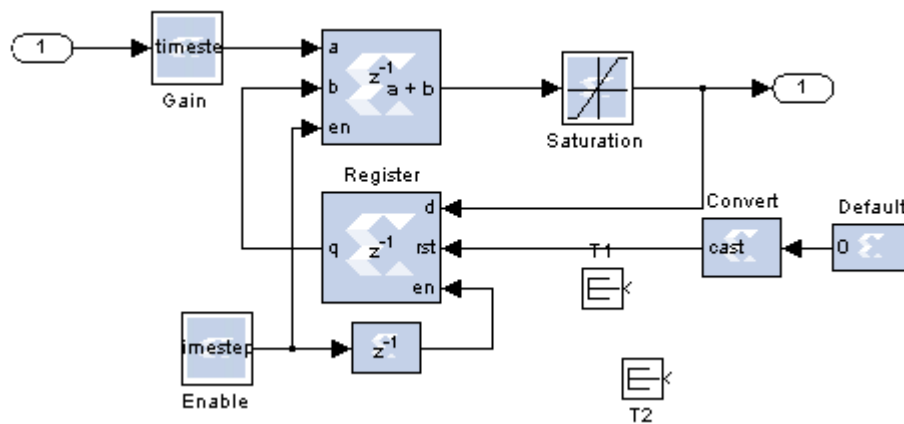 1
timeste
Gain
a
b
en
z-1
a + b
Saturation
1
Register
d
q
z-1
rst
en
T1
Convert
cast
Default
0
imestep
Enable
z-1
T2